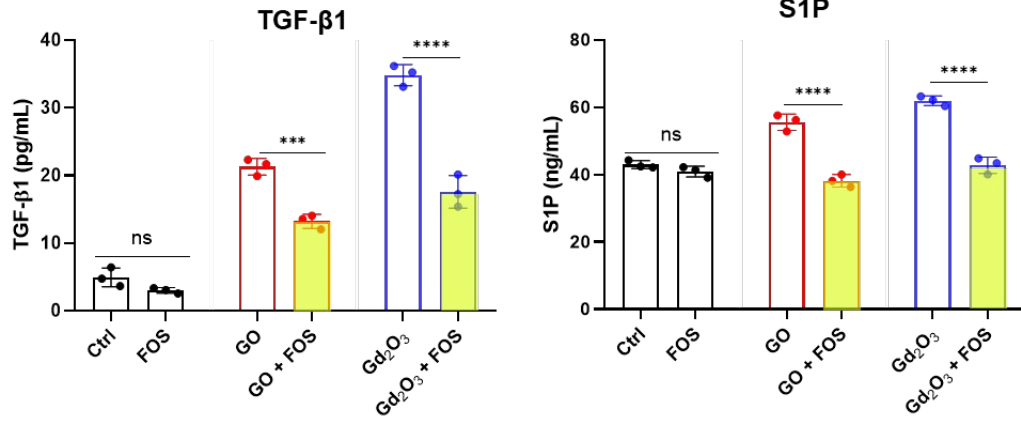 TGF-β1
TGF-β1 (pg/mL)
40
30
20
10
0
ns
***
****
Ctrl
FOS
GO
GO + FOS
Gd₂O₃
Gd₂O₃ + FOS
S1P
S1P (ng/mL)
80
60
40
20
0
ns
****
****
Ctrl
FOS
GO
GO + FOS
Gd₂O₃
Gd₂O₃ + FOS